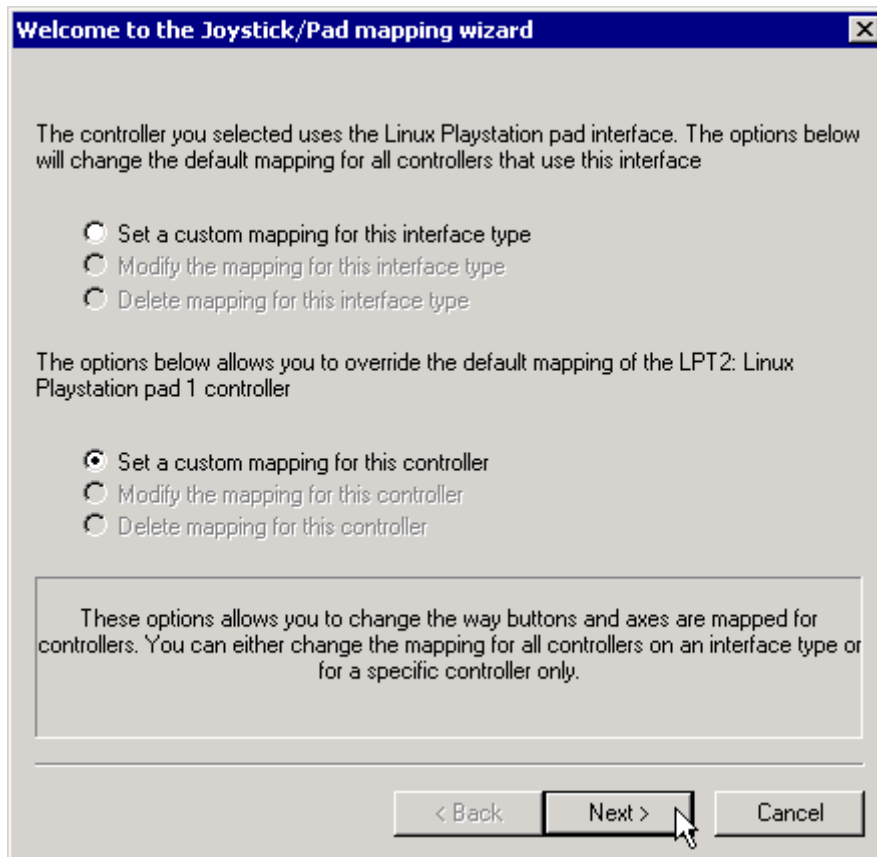 Welcome to the Joystick/Pad mapping wizard
The controller you selected uses the Linux Playstation pad interface. The options below
will change the default mapping for all controllers that use this interface
Set a custom mapping for this interface type
Modify the mapping for this interface type
Delete mapping for this interface type
The options below allows you to override the default mapping of the LPT2: Linux
Playstation pad 1 controller
Set a custom mapping for this controller
Modify the mapping for this controller
Delete mapping for this controller
These options allows you to change the way buttons and axes are mapped for
controllers. You can either change the mapping for all controllers on an interface type or
for a specific controller only.
< Back Next > Cancel